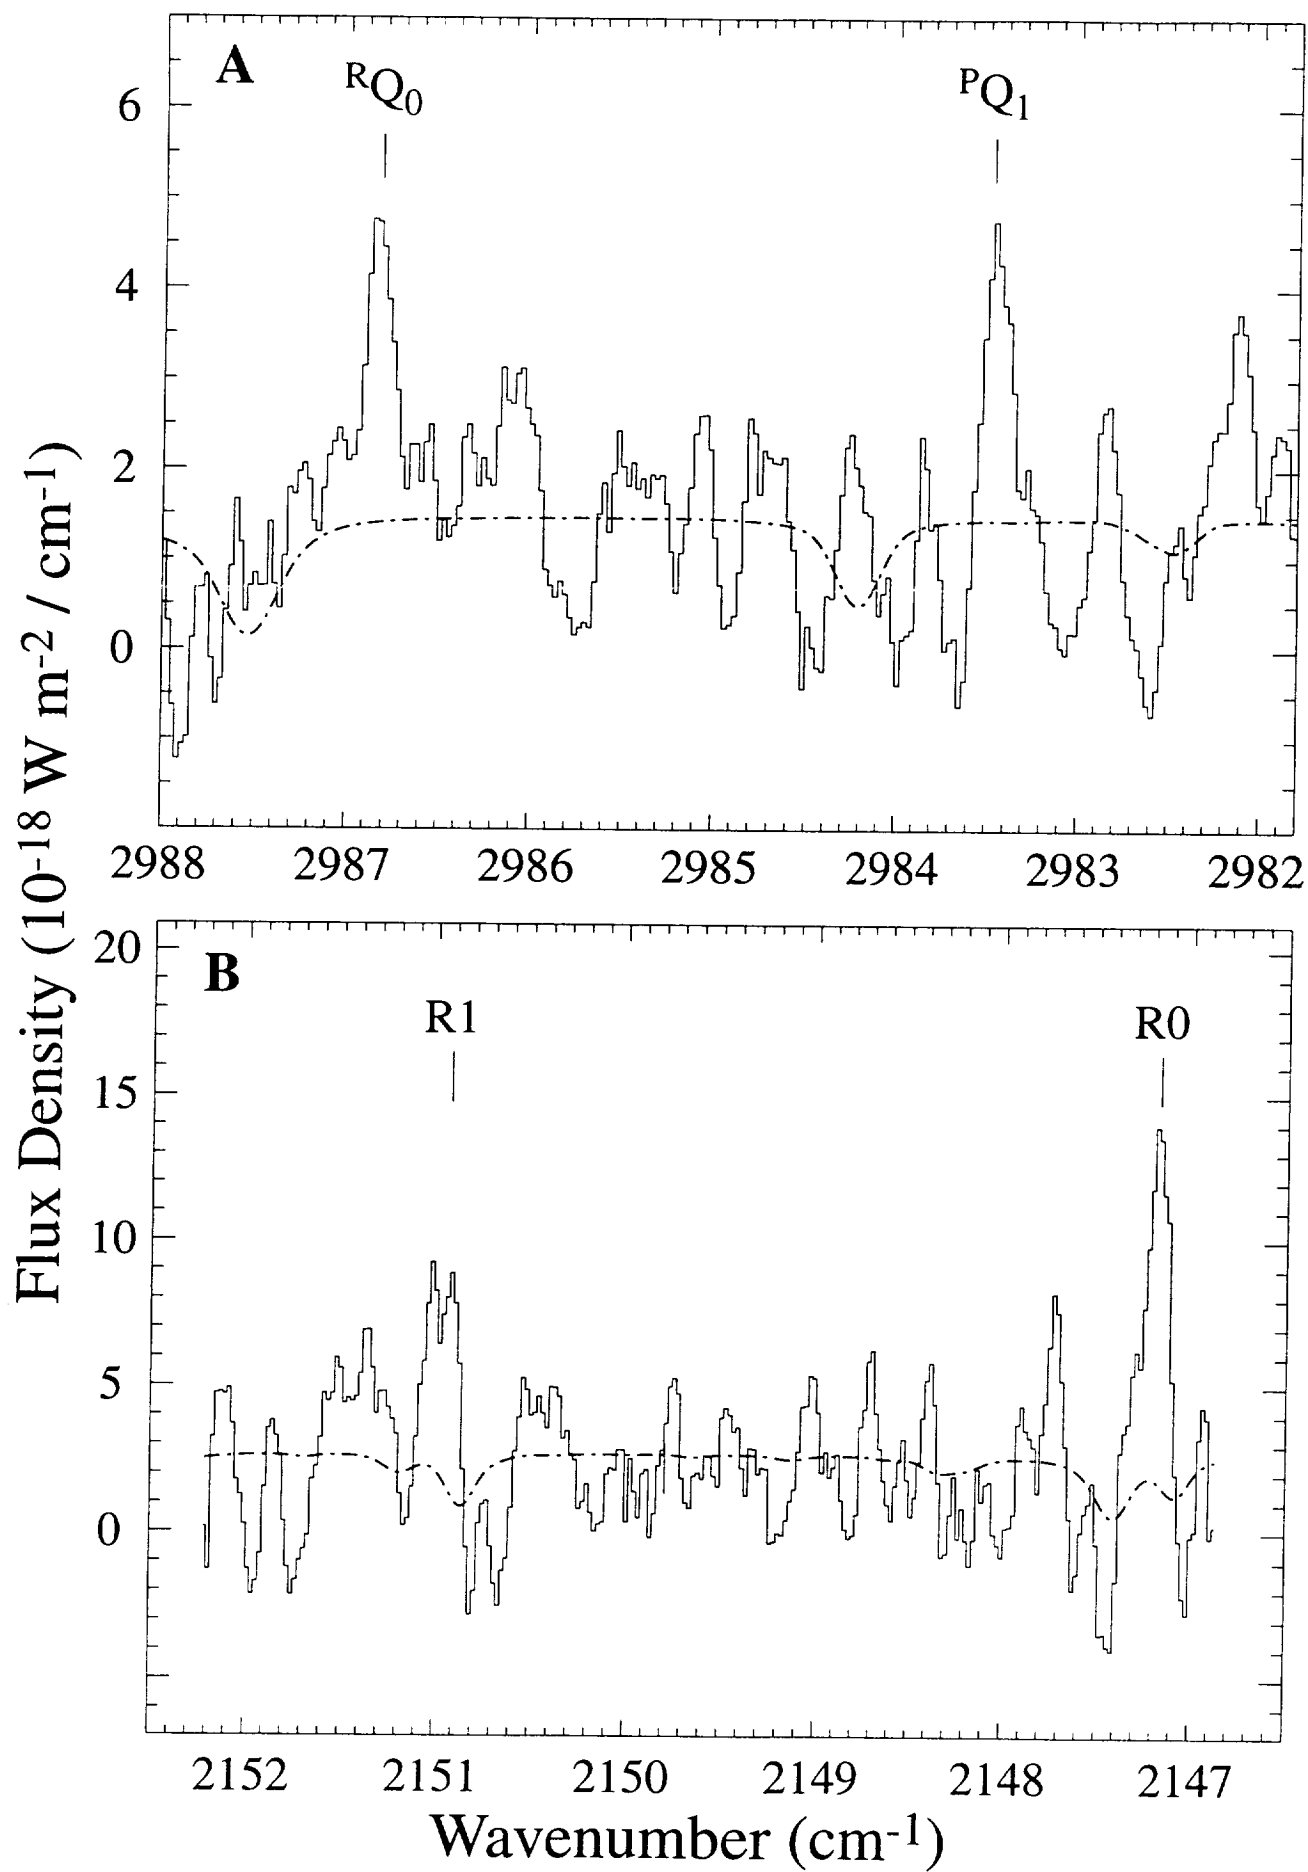 A
ᴿQ₀
ᴾQ₁
6
4
2
0
2988 2987 2986 2985 2984 2983 2982
Flux Density (10⁻¹⁸ W m⁻² / cm⁻¹)
B
R1
R0
20
15
10
5
0
2152 2151 2150 2149 2148 2147
Wavenumber (cm⁻¹)